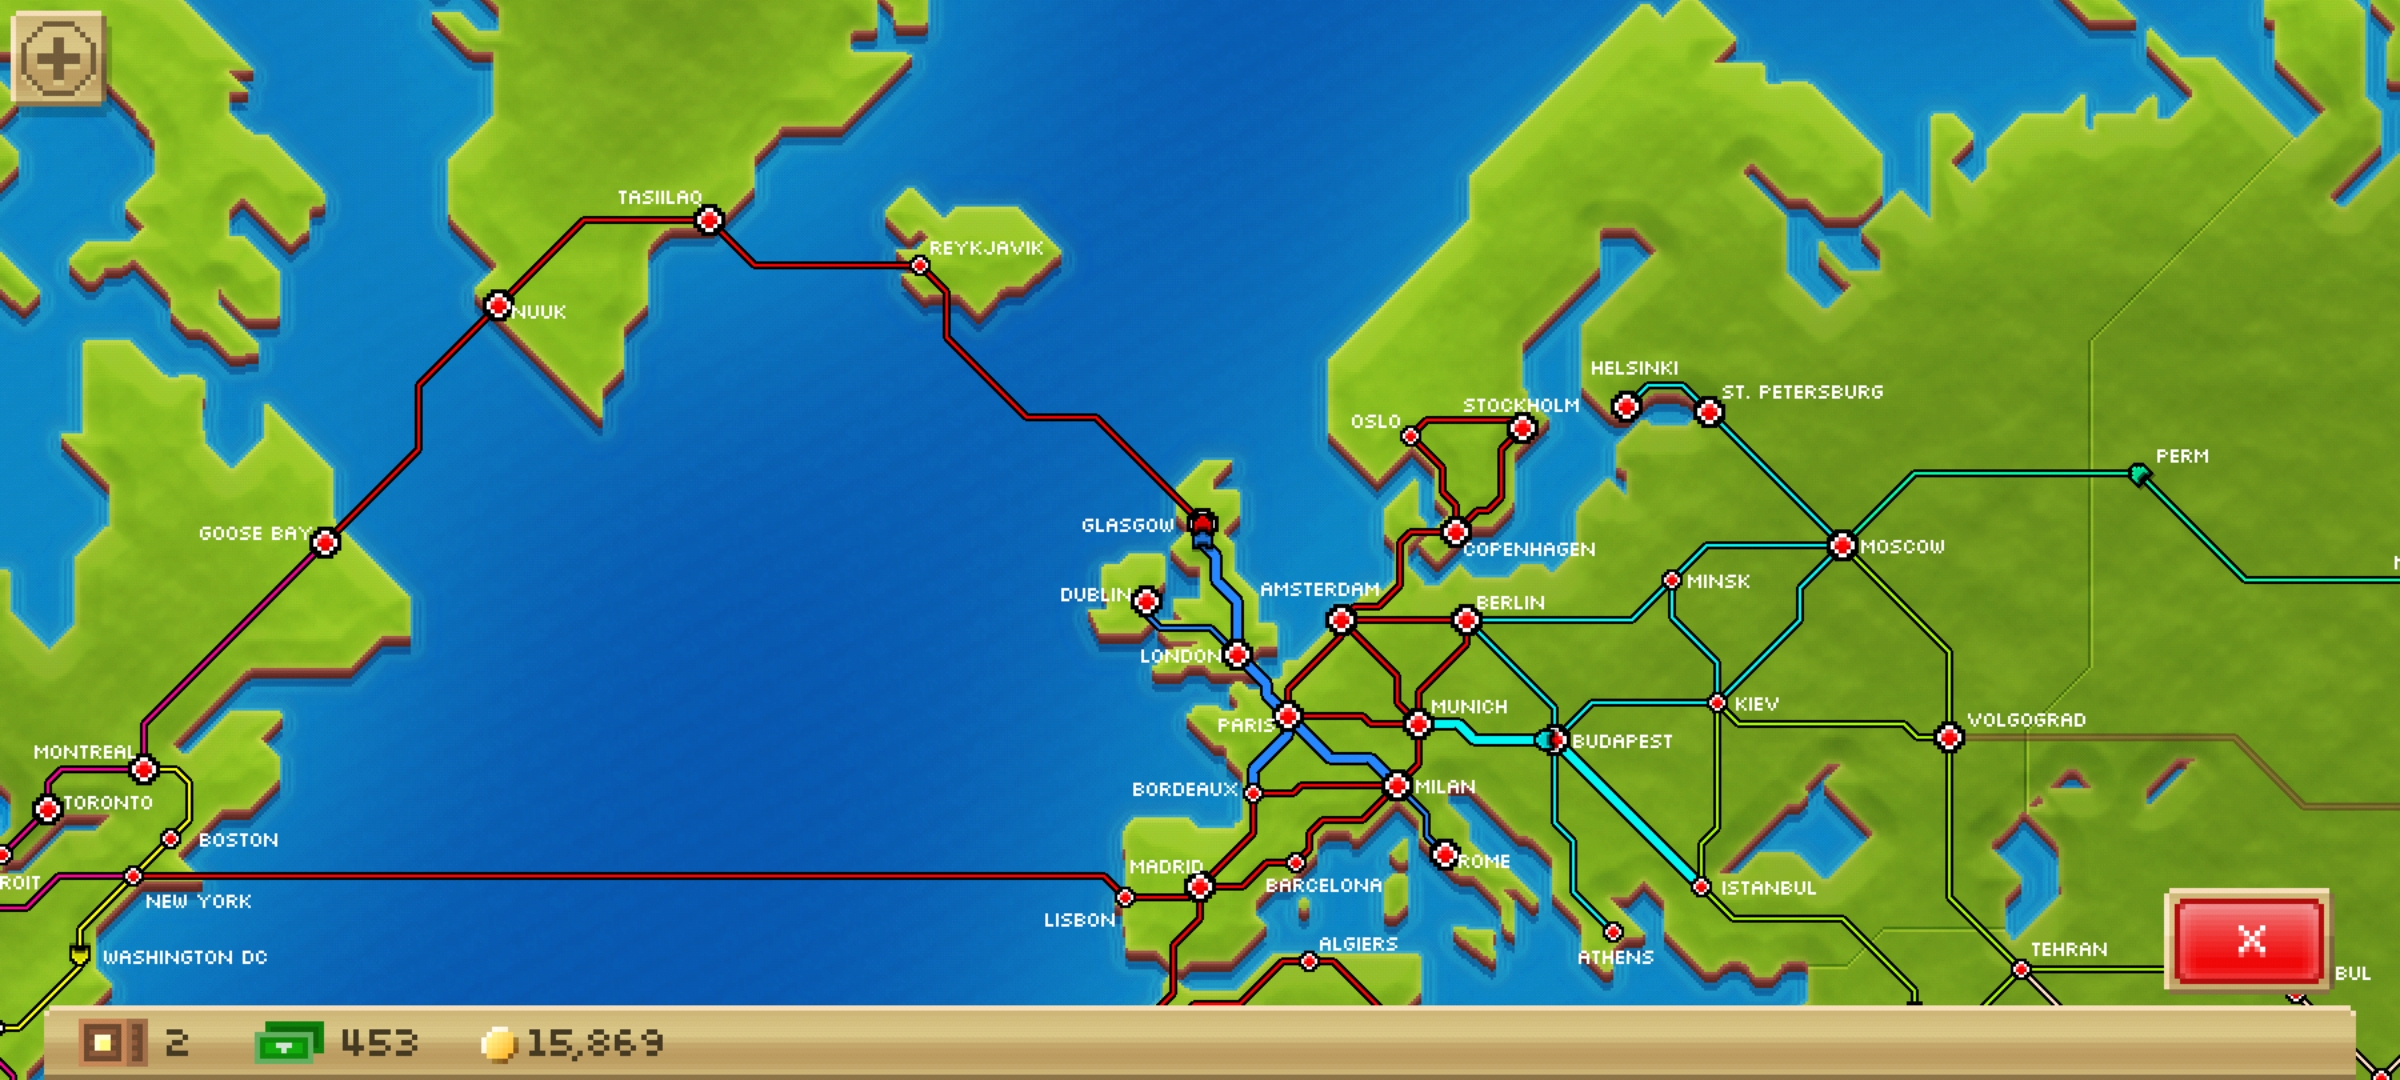 TASIILAQ
REYKJAVIK
NUUK
HELSINKI
ST. PETERSBURG
STOCKHOLM
OSLO
PERM
GLASGOW
GOOSE BAY
COPENHAGEN
MOSCOW
MINSK
DUBLIN
AMSTERDAM
BERLIN
LONDON
KIEV
MUNICH
VOLGOGRAD
PARIS
BUDAPEST
MONTREAL
MILAN
BORDEAUX
TORONTO
BOSTON
ROME
MADRID
ROIT
BARCELONA
ISTANBUL
NEW YORK
LISBON
ALGIERS
TEHRAN
WASHINGTON DC
ATHENS
X
BUL
2 453 15,869